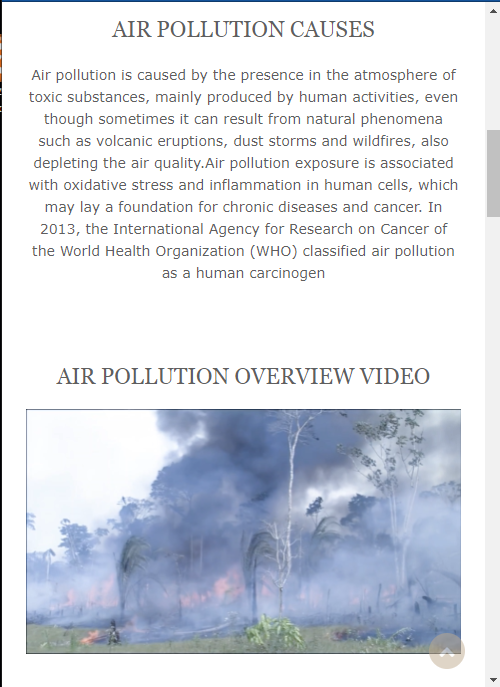 AIR POLLUTION CAUSES
Air pollution is caused by the presence in the atmosphere of
toxic substances, mainly produced by human activities, even
though sometimes it can result from natural phenomena
such as volcanic eruptions, dust storms and wildfires, also
depleting the air quality.Air pollution exposure is associated
with oxidative stress and inflammation in human cells, which
may lay a foundation for chronic diseases and cancer. In
2013, the International Agency for Research on Cancer of
the World Health Organization (WHO) classified air pollution
as a human carcinogen
AIR POLLUTION OVERVIEW VIDEO